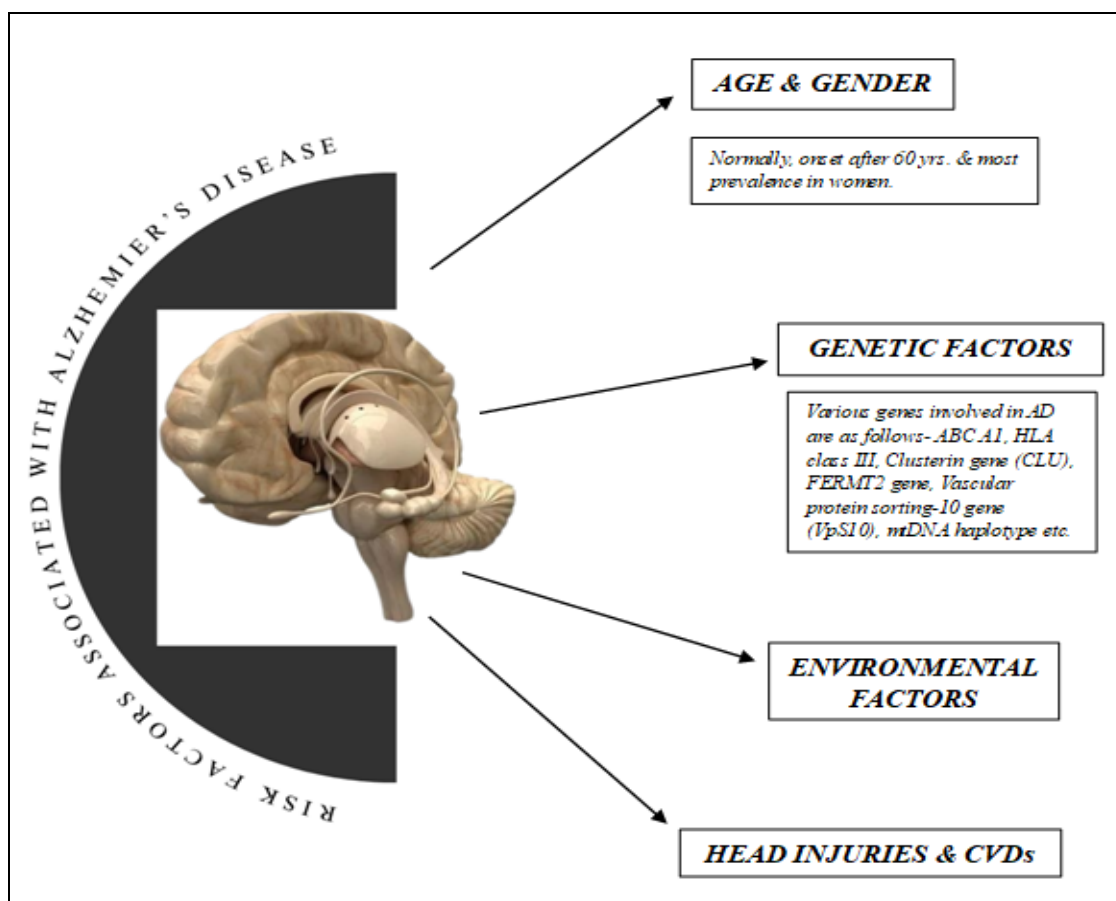 RISK FACTORS ASSOCIATED WITH ALZHEMIER'S DISEASE
AGE & GENDER
Normally, onset after 60 yrs. & most
prevalence in women.
GENETIC FACTORS
Various genes involved in AD
are as follows- ABCA1, HLA
class III, Clusterin gene (CLU),
FERMT2 gene, Vascular
protein sorting-10 gene
(VpS10), mtDNA haplotype etc.
ENVIRONMENTAL
FACTORS
HEAD INJURIES & CVDs